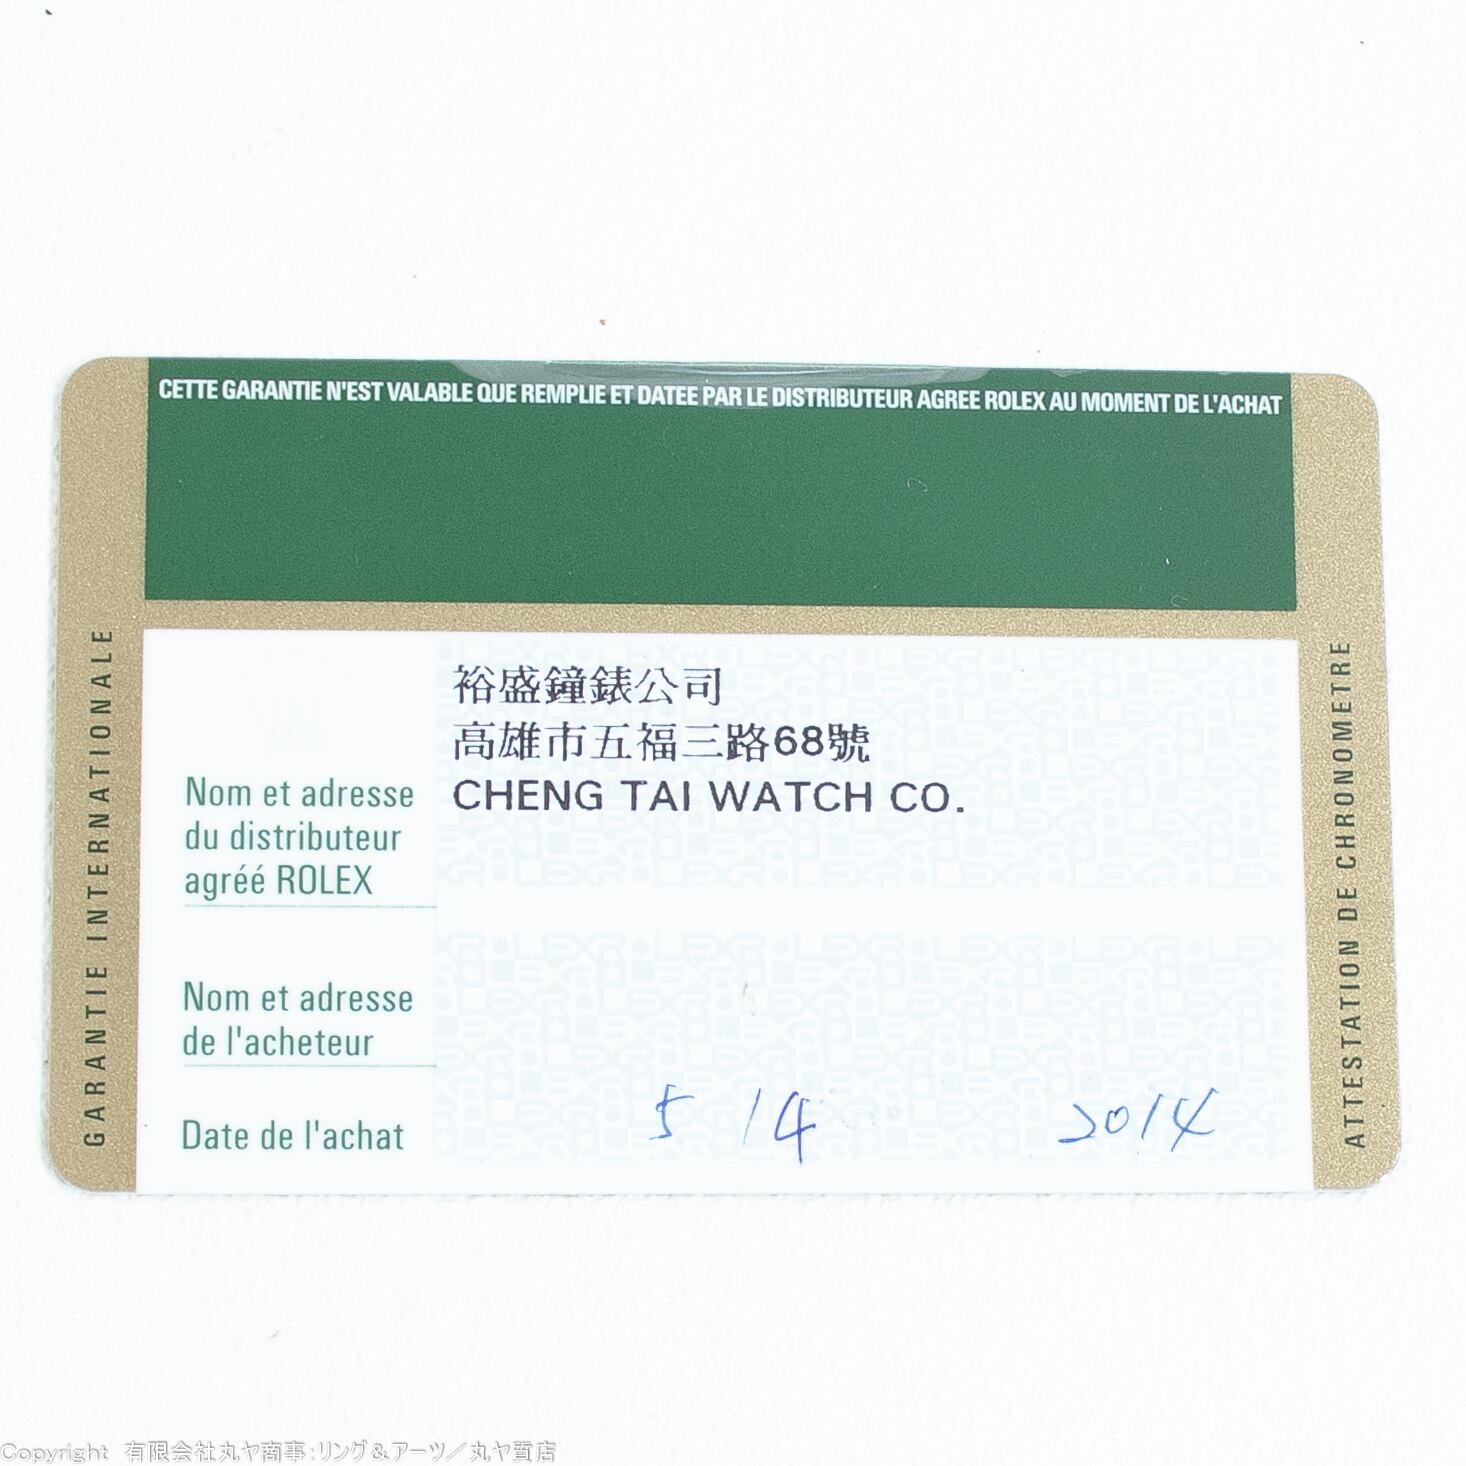 CETTE GARANTIE N'EST VALABLE QUE REMPLIE ET DATEE PAR LE DISTRIBUTEUR AGREE ROLEX AU MOMENT DE L'ACHAT
GARANTIE INTERNATIONALE
裕盛鐘錶公司
高雄市五福三路68號
CHENG TAI WATCH CO.
Nom et adresse
du distributeur
agréé ROLEX
Nom et adresse
de l'acheteur
Date de l'achat 5 14 2014
ATTESTATION DE CHRONOMETRE
Copyright 有限会社丸ヤ商事:リング&アーツ/丸ヤ質店